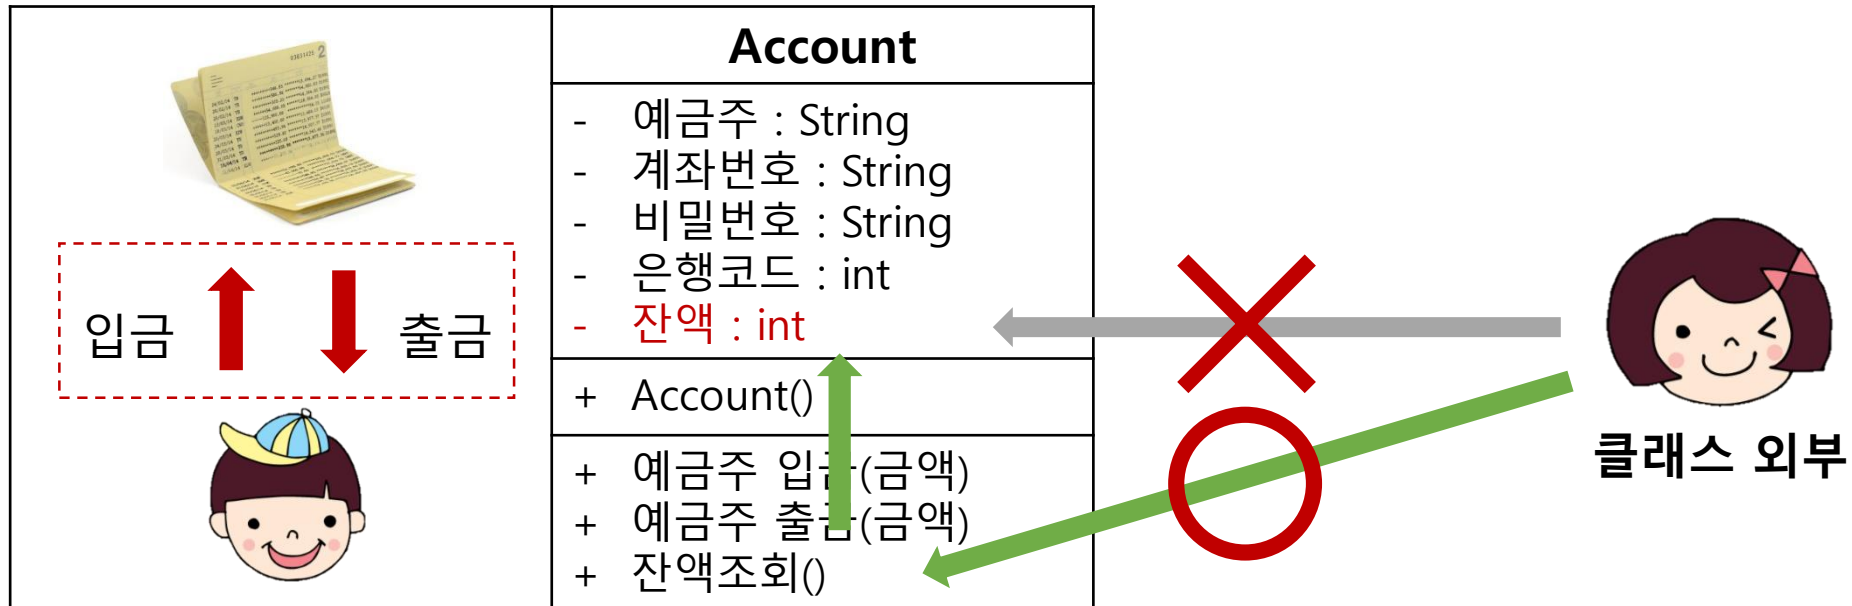 Account
- 예금주 : String
- 계좌번호 : String
- 비밀번호 : String
- 은행코드 : int
- 잔액 : int
+ Account()
+ 예금주 입금(금액)
+ 예금주 출금(금액)
+ 잔액조회()
입금
출금
클래스 외부